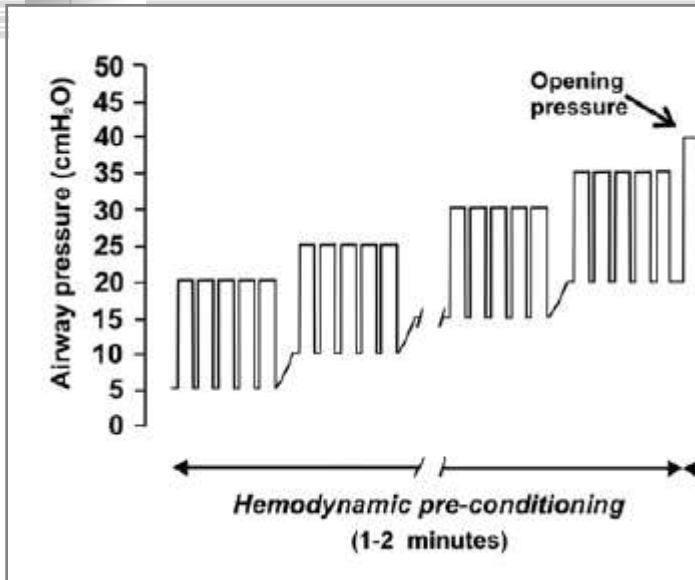 Airway pressure (cmH₂O)
50
45
40
35
30
25
20
15
10
5
0
Opening
pressure
Hemodynamic pre-conditioning
(1-2 minutes)